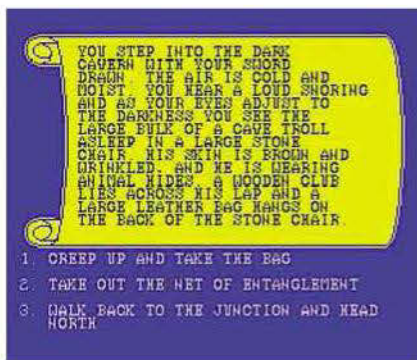 YOU STEP INTO THE DARK
CAVERN WITH YOUR SWORD
DRAWN. THE AIR IS COLD AND
MOIST. YOU HEAR A LOUD SNORING
AND AS YOUR EYES ADJUST TO
THE DARKNESS YOU SEE THE
LARGE BULK OF A CAVE TROLL
ASLEEP IN A LARGE STONE
CHAIR. HIS SKIN IS BROWN AND
WRINKLED, AND HE IS WEARING
ANIMAL HIDES. A WOODEN CLUB
LIES ACROSS HIS LAP AND A
LARGE LEATHER BAG HANGS ON
THE BACK OF THE STONE CHAIR.
1. CREEP UP AND TAKE THE BAG
2. TAKE OUT THE NET OF ENTANGLEMENT
3. WALK BACK TO THE JUNCTION AND HEAD
NORTH